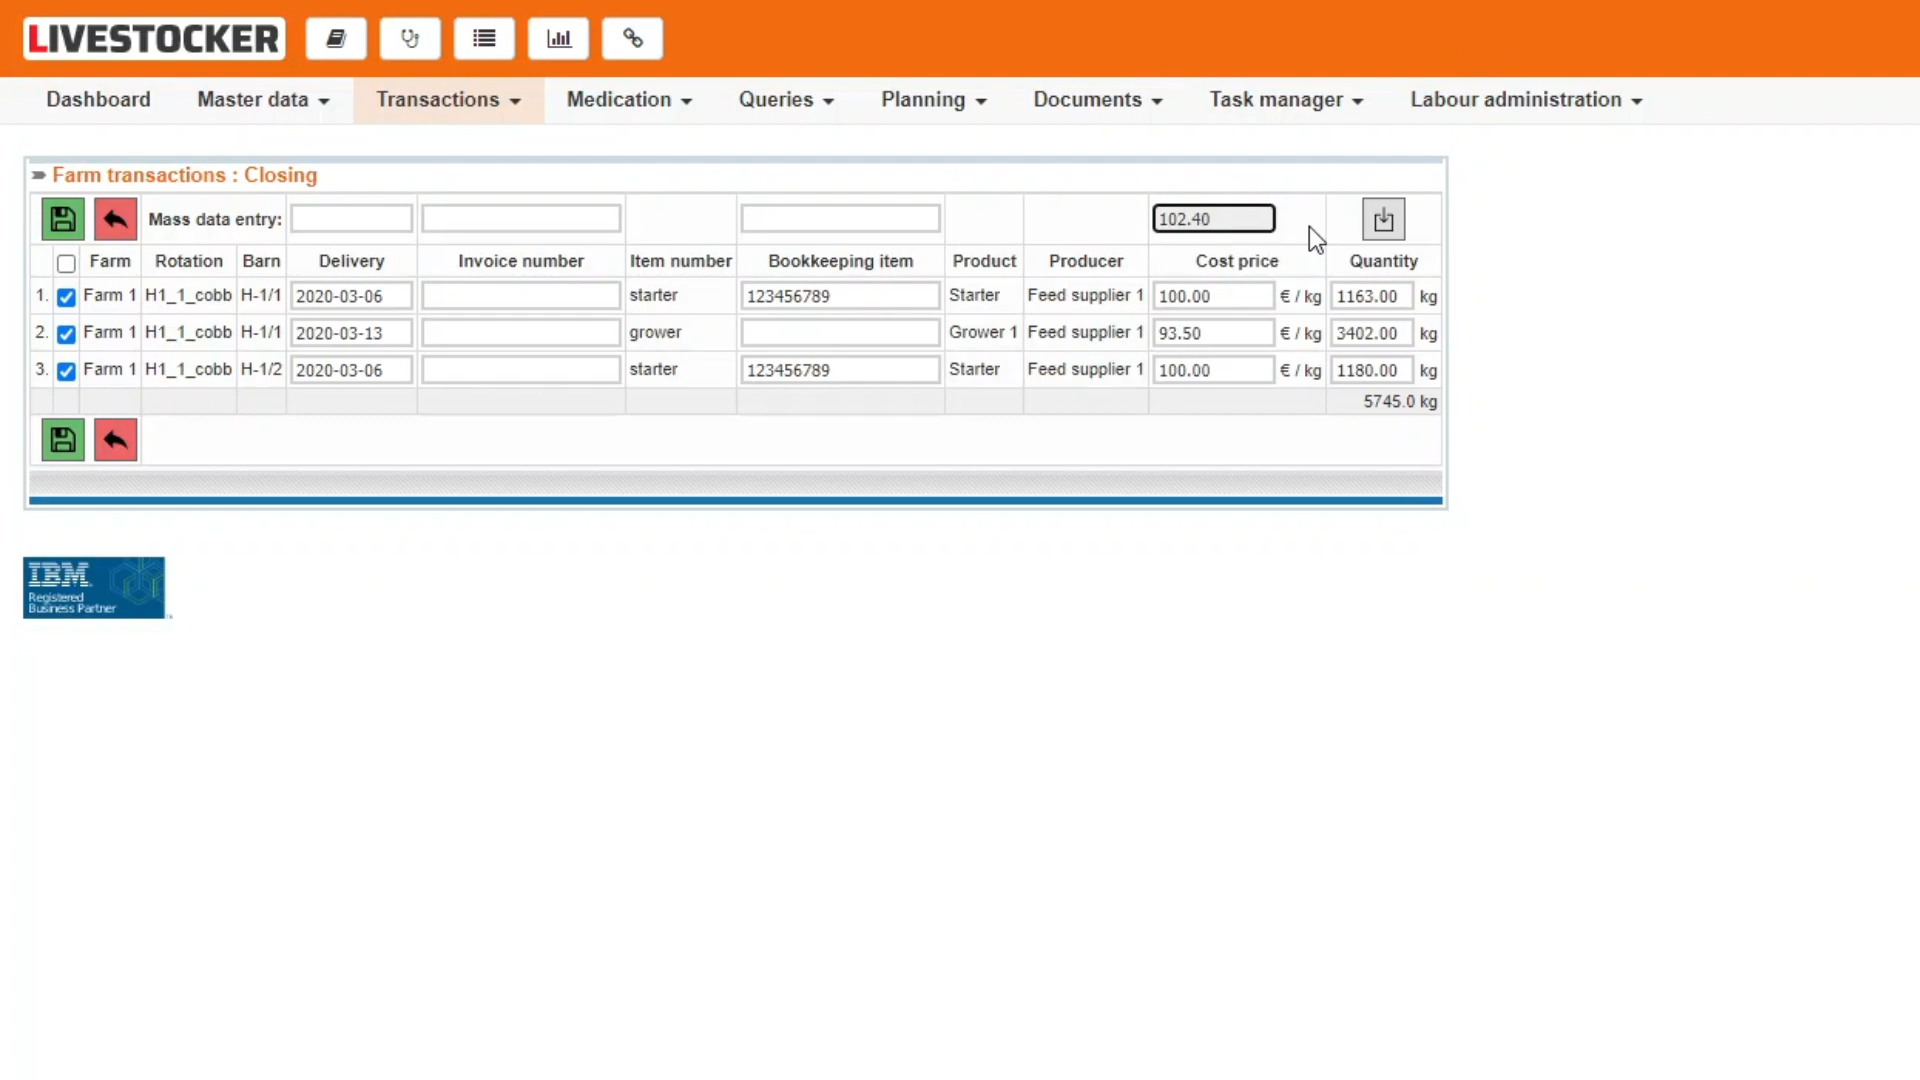 LIVESTOCKER
Dashboard Master data Transactions Medication Queries Planning Documents Task manager Labour administration
Farm transactions : Closing
Mass data entry: 102.40
Farm Rotation Barn Delivery Invoice number Item number Bookkeeping item Product Producer Cost price Quantity
1. Farm 1 H1_1_cobb H-1/1 2020-03-06 starter 123456789 Starter Feed supplier 1 100.00 € / kg 1163.00 kg
2. Farm 1 H1_1_cobb H-1/1 2020-03-13 grower Grower 1 Feed supplier 1 93.50 € / kg 3402.00 kg
3. Farm 1 H1_1_cobb H-1/2 2020-03-06 starter 123456789 Starter Feed supplier 1 100.00 € / kg 1180.00 kg
5745.0 kg
IBM
Registered
Business Partner